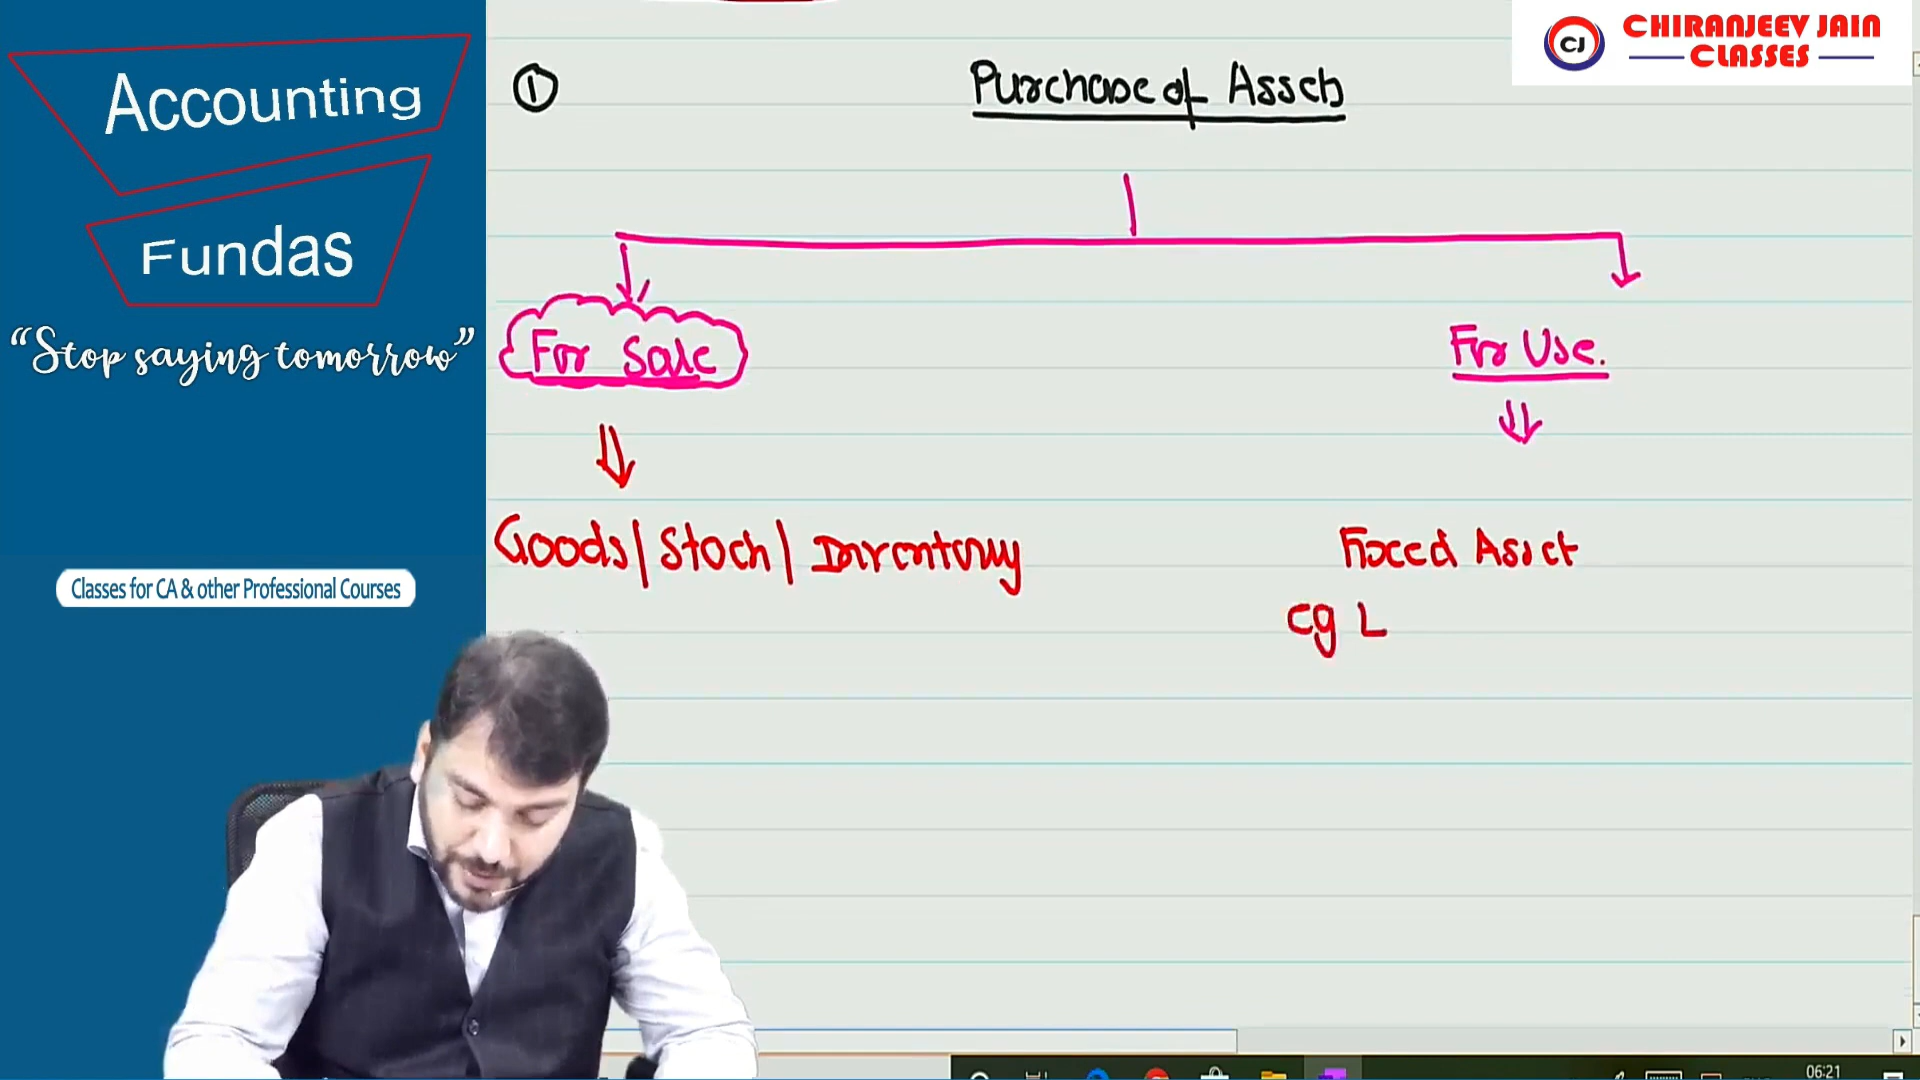 Accounting
Fundas
“Stop saying tomorrow”
Classes for CA & other Professional Courses
CJ
CHIRANJEEV JAIN
CLASSES
① Purchase of Assets
For Sale
For Use.
Goods/Stock/Inventory
Fixed Asset
eg L
06:21